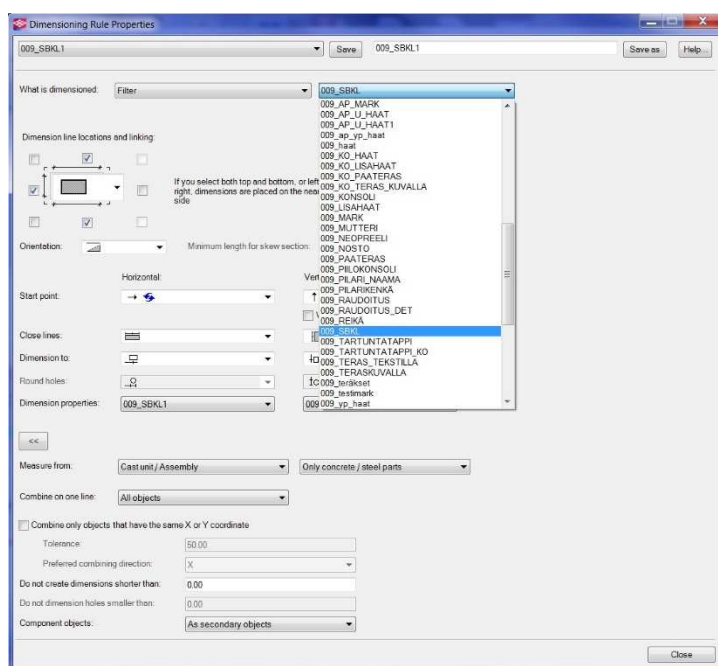 Dimensioning Rule Properties
009_SBKL1 Save 009_SBKL1 Save as Help...
What is dimensioned: Filter 009_SBKL
009_AP_MARK
009_AP_U_HAAT
009_AP_U_HAAT1
009_ap_yp_haat
009_haat
009_KO_HAAT
009_KO_LISAHAAT
009_KO_PAATERAS
009_KO_TERAS_KUVALLA
009_KONSOLI
009_LISAHAAT
009_MARK
009_MUTTERI
009_NEOPREELI
009_NOSTO
009_PAATERAS
009_PIILOKONSOLI
009_PILARI_NAAMA
009_PILARIKENKÄ
009_RAUDOITUS
009_RAUDOITUS_DET
009_REIKÄ
009_SBKL
009_TARTUNTATAPPI
009_TARTUNTATAPPI_KO
009_TERAS_TEKSTILLA
009_TERASKUVALLA
009_teräkset
009_testimark
009_yp_haat
Dimension line locations and linking:
If you select both top and bottom, or left
right, dimensions are placed on the nea
side
Orientation: Minimum length for skew section:
Horizontal: Vert
Start point:
Close lines:
Dimension to:
Round holes:
Dimension properties: 009_SBKL1 009
<<
Measure from: Cast unit / Assembly Only concrete / steel parts
Combine on one line: All objects
Combine only objects that have the same X or Y coordinate
Tolerance: 50.00
Preferred combining direction: X
Do not create dimensions shorter than: 0.00
Do not dimension holes smaller than: 0.00
Component objects: As secondary objects
Close